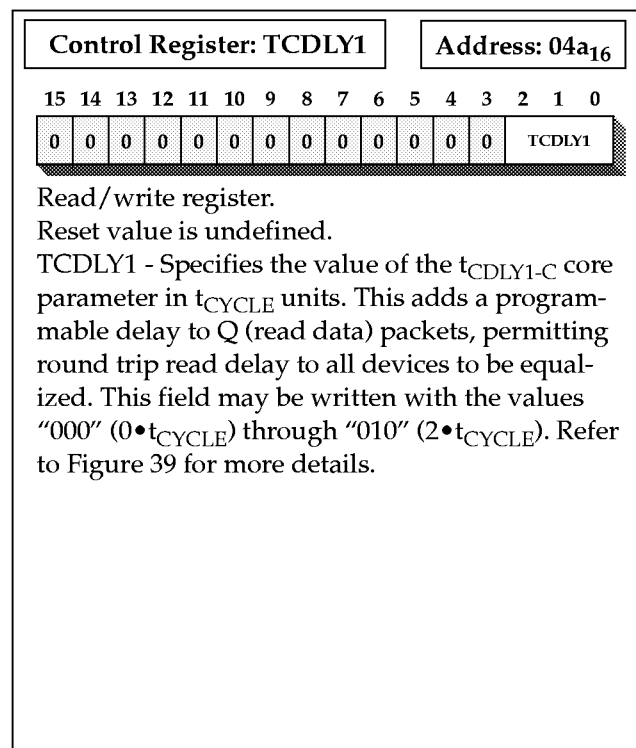 Control Register: TCDLY1
Address: 04a16
15 14 13 12 11 10 9 8 7 6 5 4 3 2 1 0
0 0 0 0 0 0 0 0 0 0 0 0 0 TCDLY1
Read/write register.
Reset value is undefined.
TCDLY1 - Specifies the value of the tCDLY1-C core
parameter in tCYCLE units. This adds a program-
mable delay to Q (read data) packets, permitting
round trip read delay to all devices to be equal-
ized. This field may be written with the values
“000” (0•tCYCLE) through “010” (2•tCYCLE). Refer
to Figure 39 for more details.